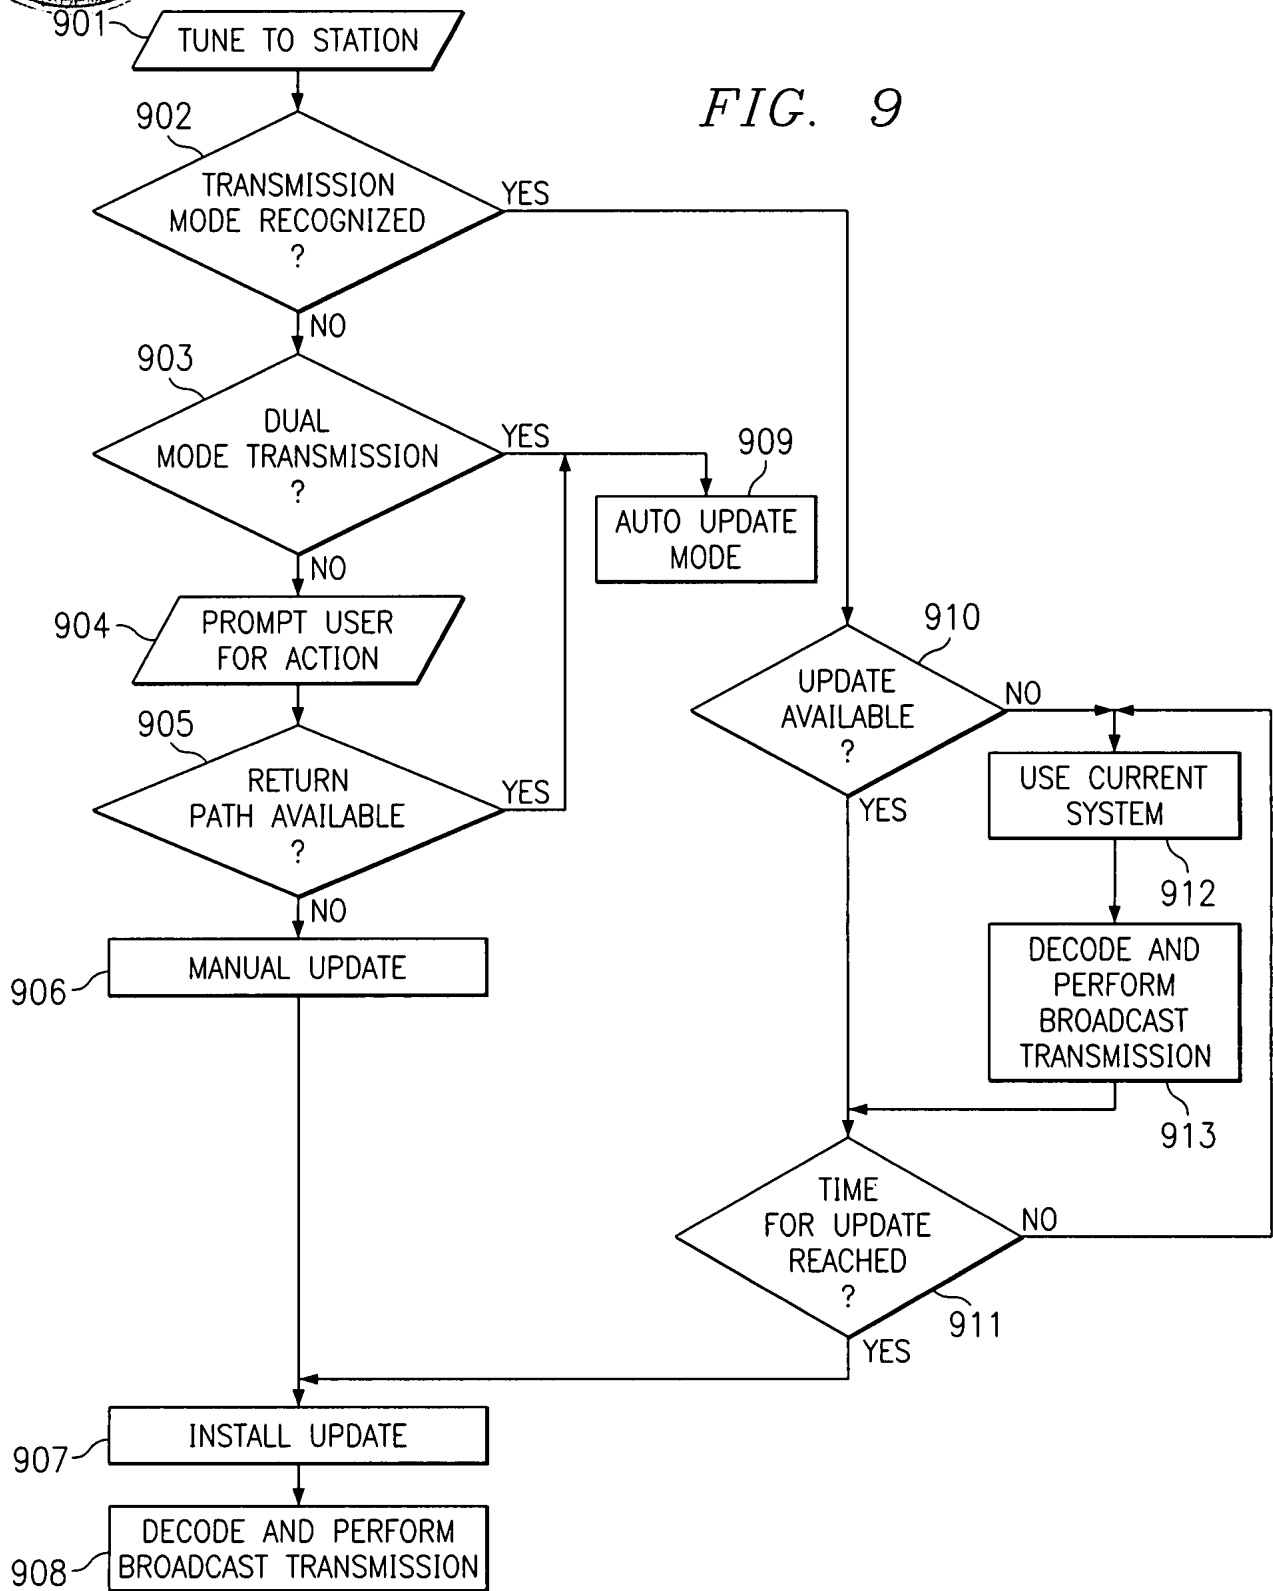 901
TUNE TO STATION
FIG. 9
902
TRANSMISSION
MODE RECOGNIZED
?
YES
NO
903
DUAL
MODE TRANSMISSION
?
YES
NO
909
AUTO UPDATE
MODE
904
PROMPT USER
FOR ACTION
905
RETURN
PATH AVAILABLE
?
YES
NO
906
MANUAL UPDATE
910
UPDATE
AVAILABLE
?
NO
YES
USE CURRENT
SYSTEM
912
DECODE AND
PERFORM
BROADCAST
TRANSMISSION
913
TIME
FOR UPDATE
REACHED
?
NO
911
YES
907
INSTALL UPDATE
908
DECODE AND PERFORM
BROADCAST TRANSMISSION